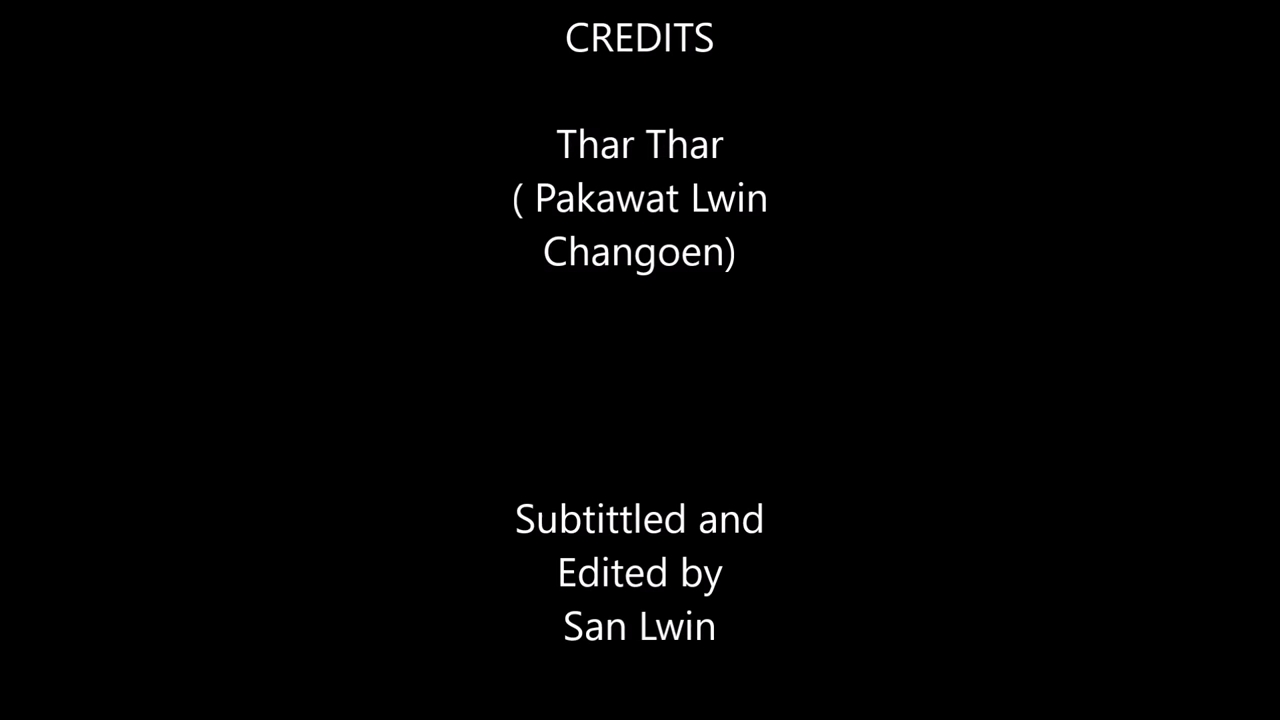 CREDITS
Thar Thar
( Pakawat Lwin
Changoen)
Subtittled and
Edited by
San Lwin